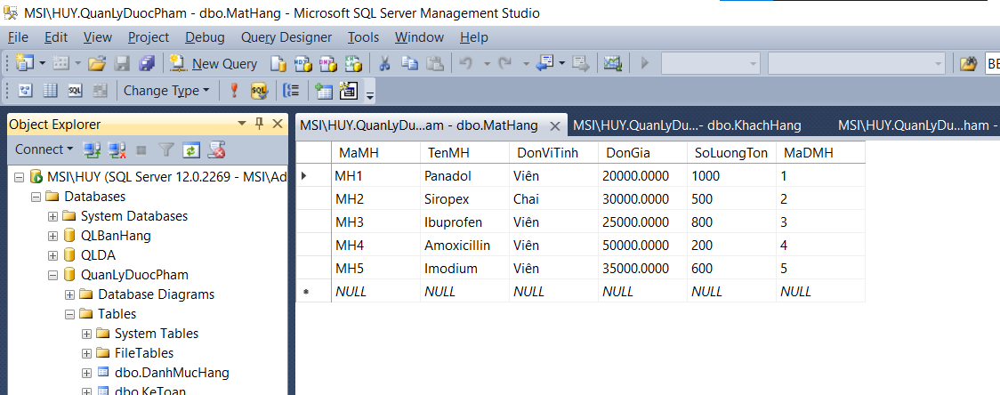 MSI\HUY.QuanLyDuocPham - dbo.MatHang - Microsoft SQL Server Management Studio
File Edit View Project Debug Query Designer Tools Window Help
New Query
BE
SQL Change Type SQL
Object Explorer
MSI\HUY.QuanLyDu...am - dbo.MatHang MSI\HUY.QuanLyDu...- dbo.KhachHang MSI\HUY.QuanLyDu...ham -
Connect
MSI\HUY (SQL Server 12.0.2269 - MSI\Ad
Databases
System Databases
QLBanHang
QLDA
QuanLyDuocPham
Database Diagrams
Tables
System Tables
FileTables
dbo.DanhMucHang
dbo.KeToan
MaMH TenMH DonViTinh DonGia SoLuongTon MaDMH
MH1 Panadol Viên 20000.0000 1000 1
MH2 Siropex Chai 30000.0000 500 2
MH3 Ibuprofen Viên 25000.0000 800 3
MH4 Amoxicillin Viên 50000.0000 200 4
MH5 Imodium Viên 35000.0000 600 5
NULL NULL NULL NULL NULL NULL